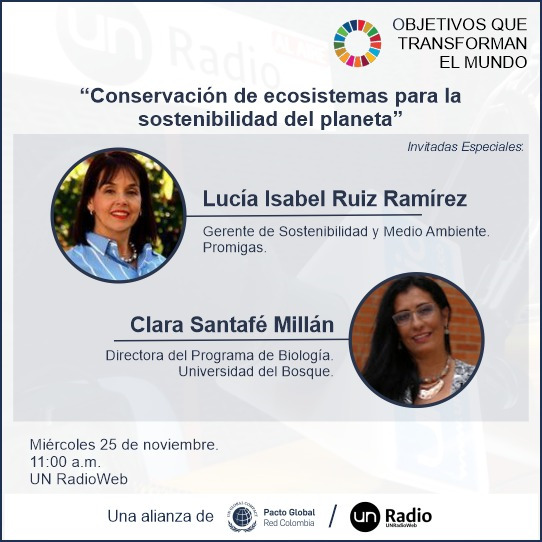 OBJETIVOS QUE
TRANSFORMAN
EL MUNDO
un
Radio
“Conservación de ecosistemas para la
sostenibilidad del planeta”
Invitadas Especiales:
Lucía Isabel Ruiz Ramírez
Gerente de Sostenibilidad y Medio Ambiente.
Promigas.
Clara Santafé Millán
Directora del Programa de Biología.
Universidad del Bosque.
Miércoles 25 de noviembre.
11:00 a.m.
UN RadioWeb
Una alianza de
Pacto Global
Red Colombia
/
un Radio
UNRadioWeb